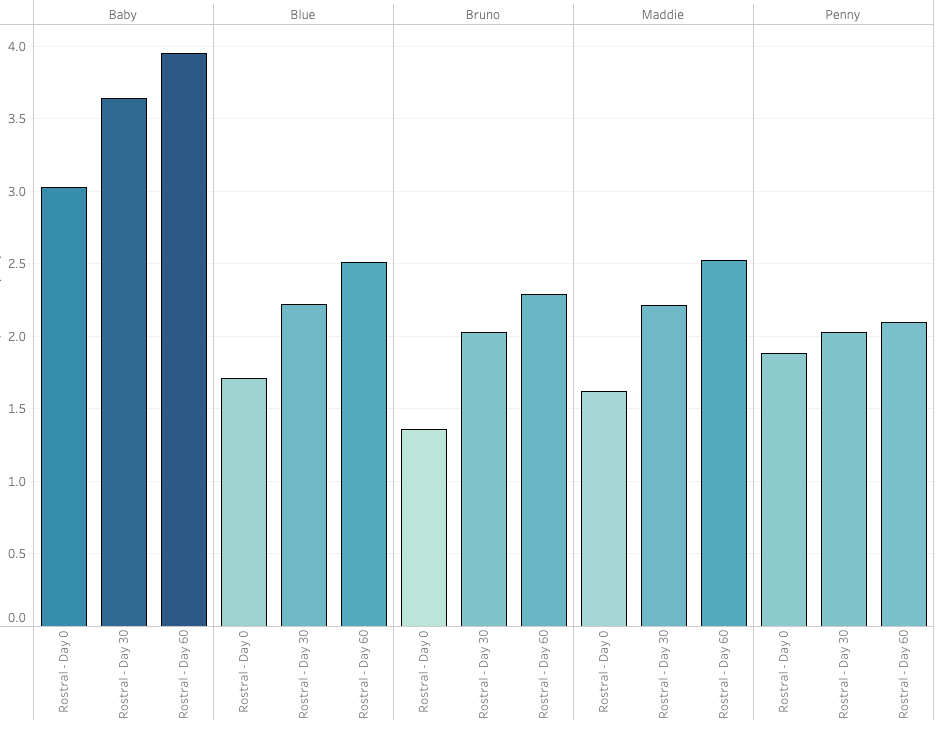 Baby Blue Bruno Maddie Penny
4.0
3.5
3.0
2.5
2.0
1.5
1.0
0.5
0.0
Rostral - Day 0
Rostral - Day 30
Rostral - Day 60
Rostral - Day 0
Rostral - Day 30
Rostral - Day 60
Rostral - Day 0
Rostral - Day 30
Rostral - Day 60
Rostral - Day 0
Rostral - Day 30
Rostral - Day 60
Rostral - Day 0
Rostral - Day 30
Rostral - Day 60